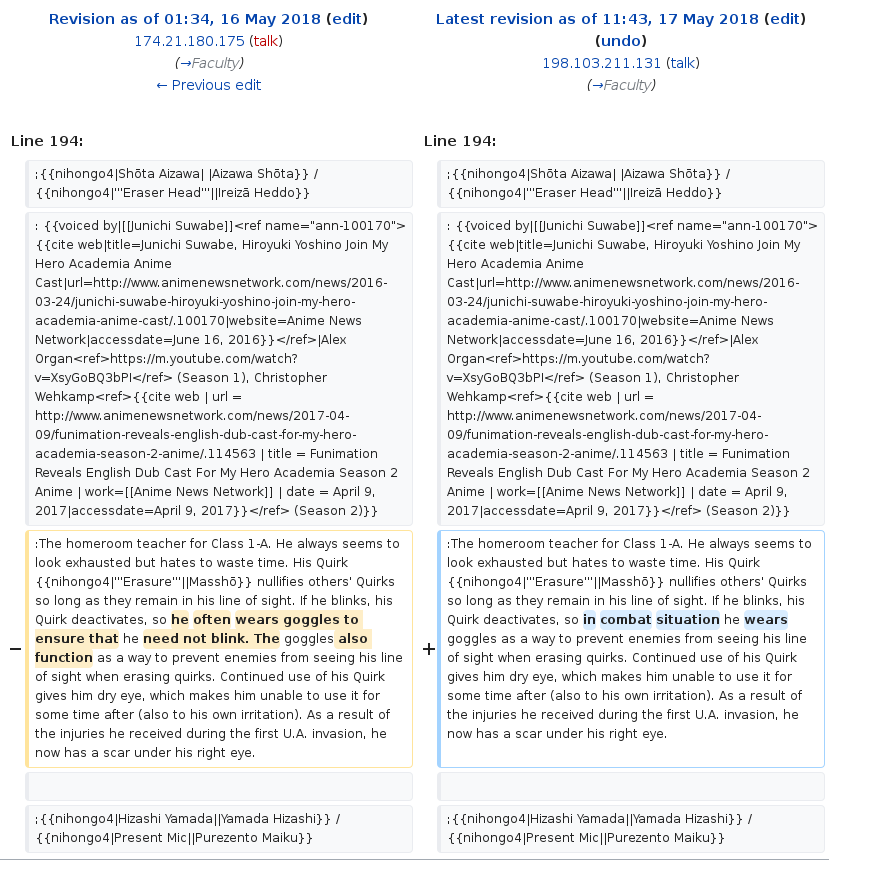 Revision as of 01:34, 16 May 2018 (edit)
174.21.180.175 (talk)
(→Faculty)
← Previous edit
Latest revision as of 11:43, 17 May 2018 (edit)
(undo)
198.103.211.131 (talk)
(→Faculty)
Line 194:
Line 194:
;{{nihongo4|Shōta Aizawa| |Aizawa Shōta}} /
{{nihongo4|'''Eraser Head'''||Ireizā Heddo}}
;{{nihongo4|Shōta Aizawa| |Aizawa Shōta}} /
{{nihongo4|'''Eraser Head'''||Ireizā Heddo}}
: {{voiced by|[[Junichi Suwabe]]<ref name="ann-100170">
{{cite web|title=Junichi Suwabe, Hiroyuki Yoshino Join My
Hero Academia Anime
Cast|url=http://www.animenewsnetwork.com/news/2016-
03-24/junichi-suwabe-hiroyuki-yoshino-join-my-hero-
academia-anime-cast/.100170|website=Anime News
Network|accessdate=June 16, 2016}}</ref>|Alex
Organ<ref>https://m.youtube.com/watch?
v=XsyGoBQ3bPI</ref> (Season 1), Christopher
Wehkamp<ref>{{cite web | url =
http://www.animenewsnetwork.com/news/2017-04-
09/funimation-reveals-english-dub-cast-for-my-hero-
academia-season-2-anime/.114563 | title = Funimation
Reveals English Dub Cast For My Hero Academia Season 2
Anime | work=[[Anime News Network]] | date = April 9,
2017|accessdate=April 9, 2017}}</ref> (Season 2)}}
: {{voiced by|[[Junichi Suwabe]]<ref name="ann-100170">
{{cite web|title=Junichi Suwabe, Hiroyuki Yoshino Join My
Hero Academia Anime
Cast|url=http://www.animenewsnetwork.com/news/2016-
03-24/junichi-suwabe-hiroyuki-yoshino-join-my-hero-
academia-anime-cast/.100170|website=Anime News
Network|accessdate=June 16, 2016}}</ref>|Alex
Organ<ref>https://m.youtube.com/watch?
v=XsyGoBQ3bPI</ref> (Season 1), Christopher
Wehkamp<ref>{{cite web | url =
http://www.animenewsnetwork.com/news/2017-04-
09/funimation-reveals-english-dub-cast-for-my-hero-
academia-season-2-anime/.114563 | title = Funimation
Reveals English Dub Cast For My Hero Academia Season 2
Anime | work=[[Anime News Network]] | date = April 9,
2017|accessdate=April 9, 2017}}</ref> (Season 2)}}
−
:The homeroom teacher for Class 1-A. He always seems to
look exhausted but hates to waste time. His Quirk
{{nihongo4|'''Erasure'''||Masshō}} nullifies others' Quirks
so long as they remain in his line of sight. If he blinks, his
Quirk deactivates, so he often wears goggles to
ensure that he need not blink. The goggles also
function as a way to prevent enemies from seeing his line
of sight when erasing quirks. Continued use of his Quirk
gives him dry eye, which makes him unable to use it for
some time after (also to his own irritation). As a result of
the injuries he received during the first U.A. invasion, he
now has a scar under his right eye.
+
:The homeroom teacher for Class 1-A. He always seems to
look exhausted but hates to waste time. His Quirk
{{nihongo4|'''Erasure'''||Masshō}} nullifies others' Quirks
so long as they remain in his line of sight. If he blinks, his
Quirk deactivates, so in combat situation he wears
goggles as a way to prevent enemies from seeing his line
of sight when erasing quirks. Continued use of his Quirk
gives him dry eye, which makes him unable to use it for
some time after (also to his own irritation). As a result of
the injuries he received during the first U.A. invasion, he
now has a scar under his right eye.
;{{nihongo4|Hizashi Yamada||Yamada Hizashi}} /
{{nihongo4|Present Mic||Purezento Maiku}}
;{{nihongo4|Hizashi Yamada||Yamada Hizashi}} /
{{nihongo4|Present Mic||Purezento Maiku}}